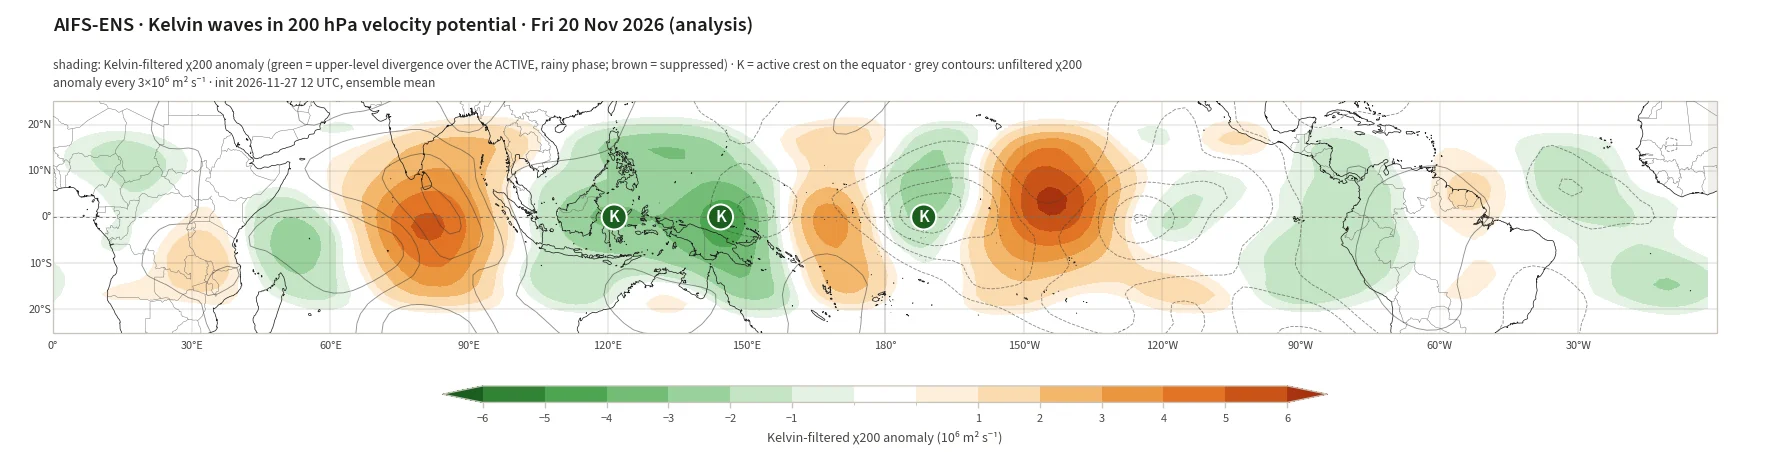 AIFS-ENS · Kelvin waves in 200 hPa velocity potential · Fri 20 Nov 2026 (analysis)
shading: Kelvin-filtered χ200 anomaly (green = upper-level divergence over the ACTIVE, rainy phase; brown = suppressed) · K = active crest on the equator · grey contours: unfiltered χ200
anomaly every 3×10⁶ m² s⁻¹ · init 2026-11-27 12 UTC, ensemble mean
20°N
10°N
0°
10°S
20°S
K K K
0° 30°E 60°E 90°E 120°E 150°E 180° 150°W 120°W 90°W 60°W 30°W
−6 −5 −4 −3 −2 −1 1 2 3 4 5 6
Kelvin-filtered χ200 anomaly (10⁶ m² s⁻¹)